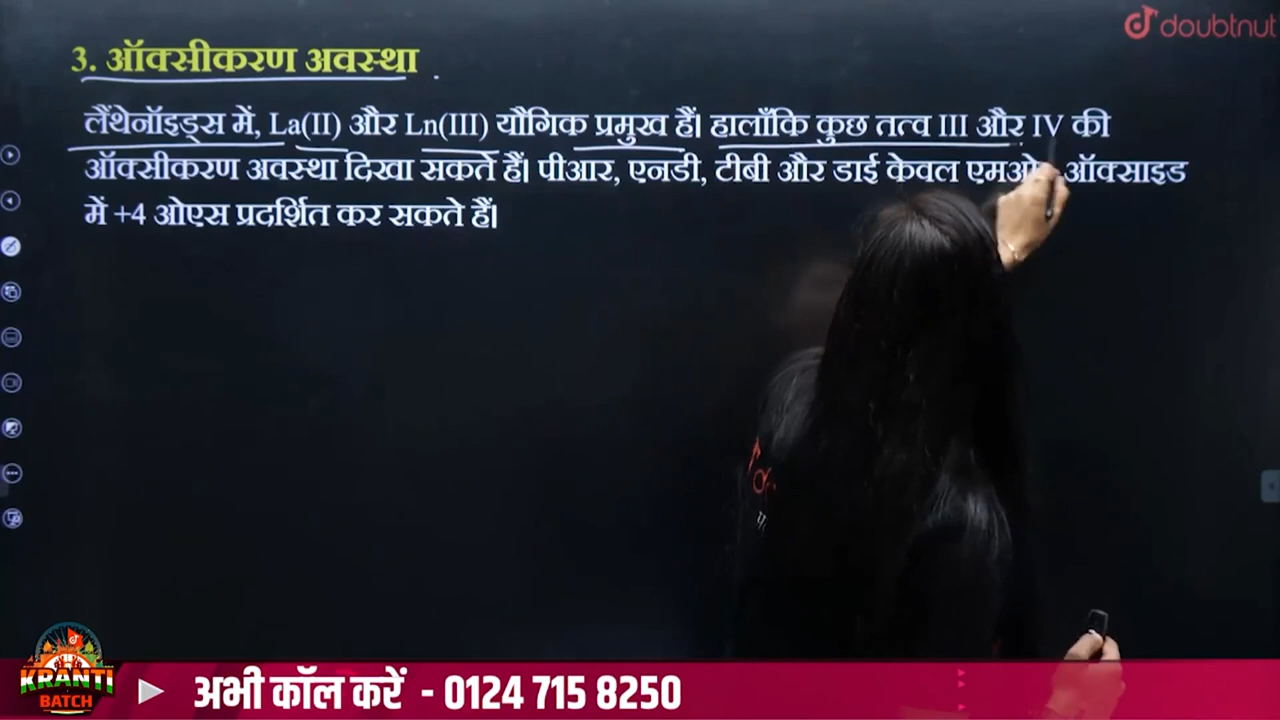 doubtnut
3. ऑक्सीकरण अवस्था
लैंथेनॉइड्स में, La(II) और Ln(III) यौगिक प्रमुख हैं। हालाँकि कुछ तत्व III और IV की
ऑक्सीकरण अवस्था दिखा सकते हैं। पीआर, एनडी, टीबी और डाई केवल ऑक्साइड
में +4 ओएस प्रदर्शित कर सकते हैं।
KRANTI
BATCH
अभी कॉल करें - 0124 715 8250